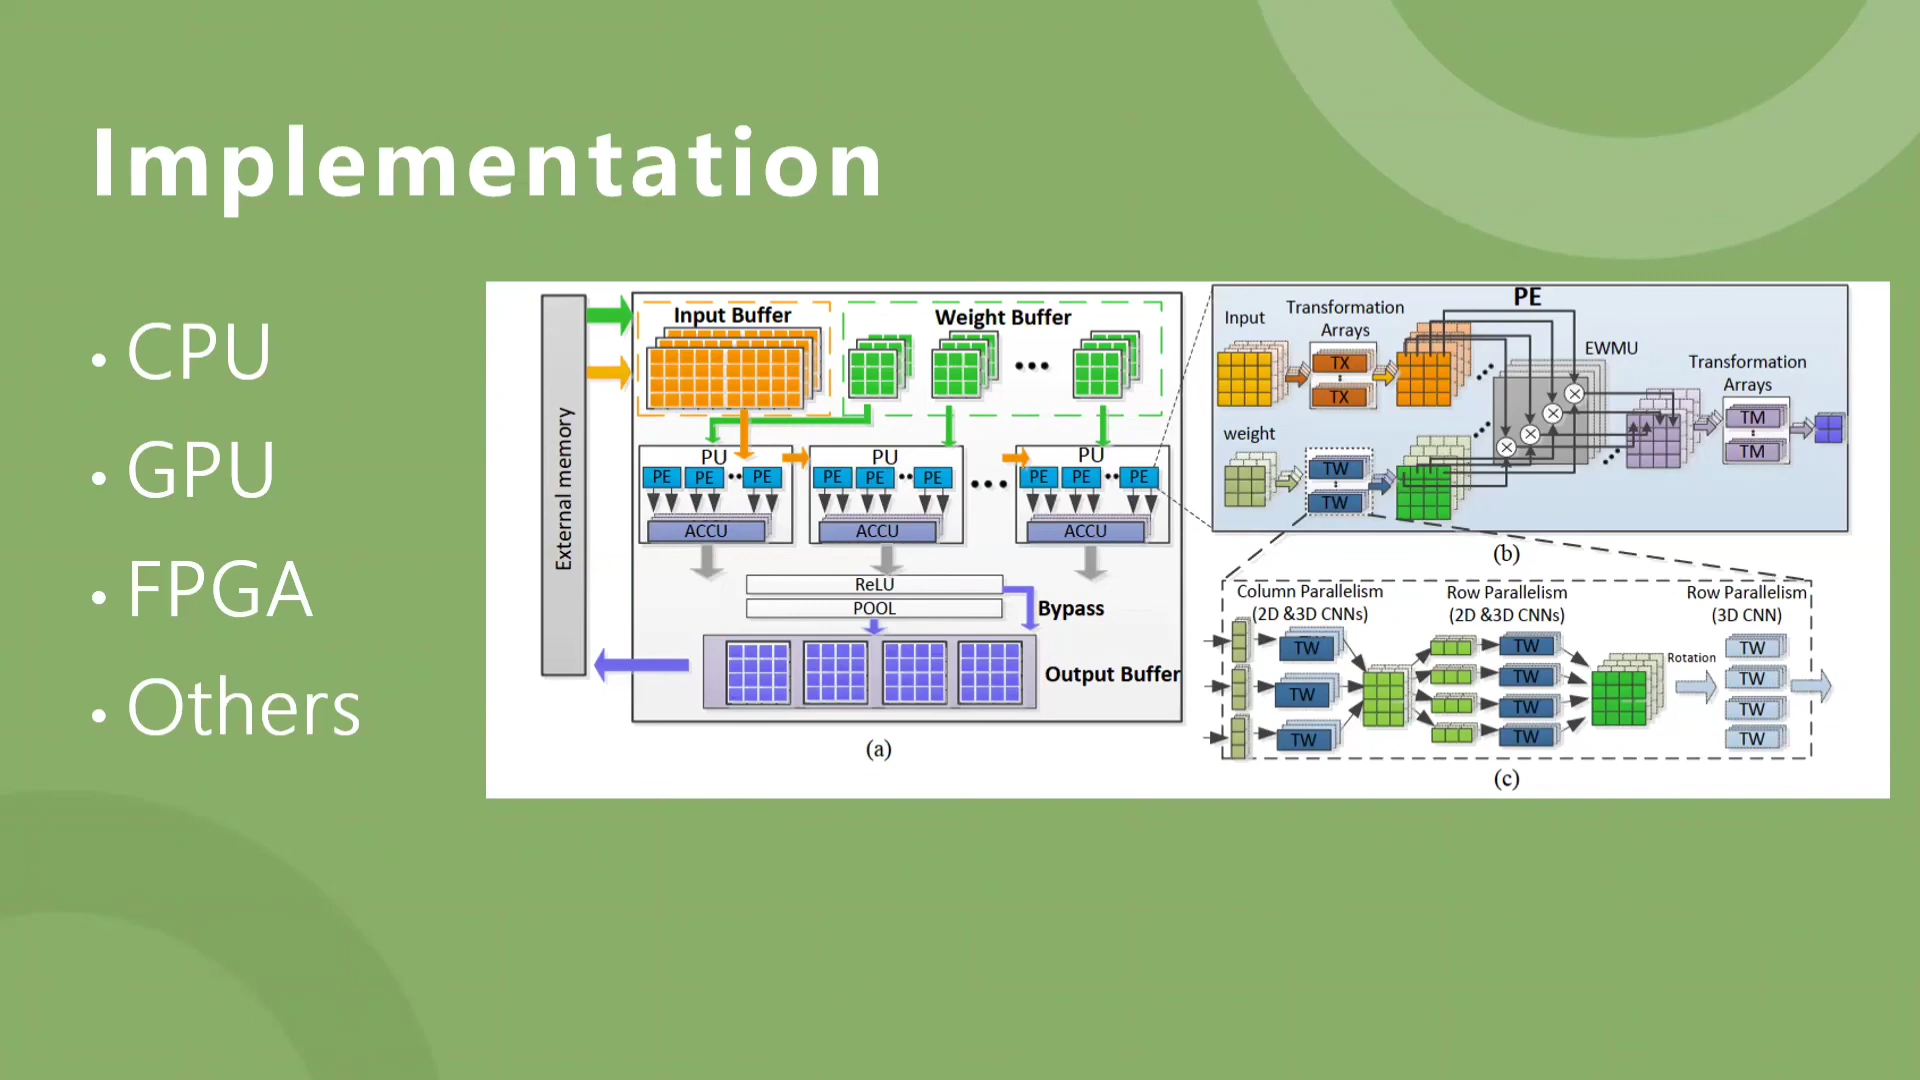 Implementation
• CPU
• GPU
• FPGA
• Others
External memory
Input Buffer
Weight Buffer
PU
PE PE PE
ACCU
PU
PE PE PE
ACCU
PU
PE PE PE
ACCU
ReLU
POOL
Bypass
Output Buffer
(a)
PE
Input
Transformation
Arrays
TX
TX
EWMU
Transformation
Arrays
TM
TM
weight
TW
TW
(b)
Column Parallelism
(2D &3D CNNs)
TW
TW
TW
Row Parallelism
(2D &3D CNNs)
TW
TW
TW
TW
Rotation
Row Parallelism
(3D CNN)
TW
TW
TW
TW
(c)